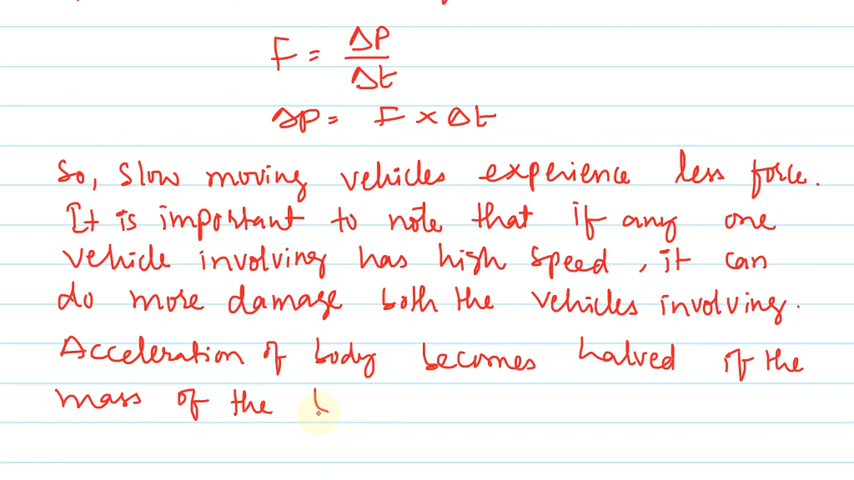 F = ΔP/Δt
ΔP = F × Δt
So, slow moving vehicles experience less force.
It is important to note that if any one
vehicle involving has high speed, it can
do more damage both the vehicles involving.
Acceleration of body becomes halved if the
mass of the